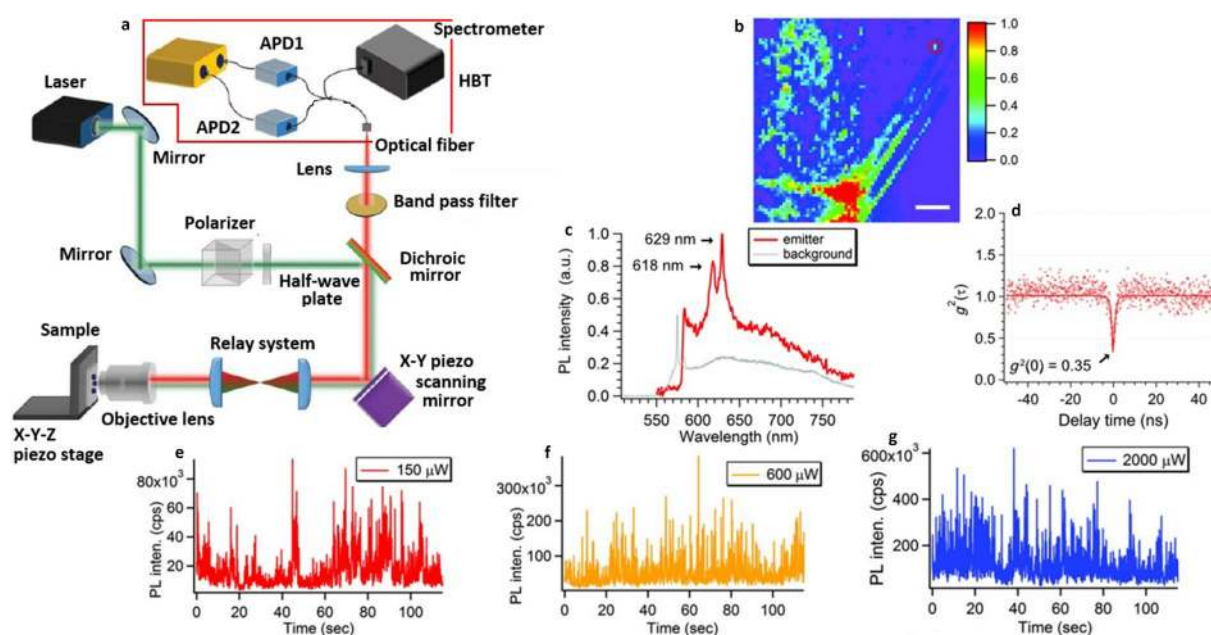 a
APD1
Spectrometer
Laser
HBT
APD2
Optical fiber
Mirror
Lens
Band pass filter
Polarizer
Mirror
Half-wave
plate
Dichroic
mirror
Sample
Relay system
X-Y piezo
scanning
mirror
Objective lens
X-Y-Z
piezo stage
b
1.0
0.8
0.6
0.4
0.2
0.0
c
629 nm
618 nm
emitter
background
PL intensity (a.u.)
1.0
0.8
0.6
0.4
0.2
0.0
550 600 650 700 750
Wavelength (nm)
d
g²(τ)
2.0
1.5
1.0
0.5
0.0
g²(0) = 0.35
-40 -20 0 20 40
Delay time (ns)
e
150 μW
PL inten. (cps)
80x10³
60
40
20
0 20 40 60 80 100
Time (sec)
f
600 μW
PL inten. (cps)
300x10³
200
100
0 20 40 60 80 100
Time (sec)
g
2000 μW
PL inten. (cps)
600x10³
400
200
0 20 40 60 80 100
Time (sec)